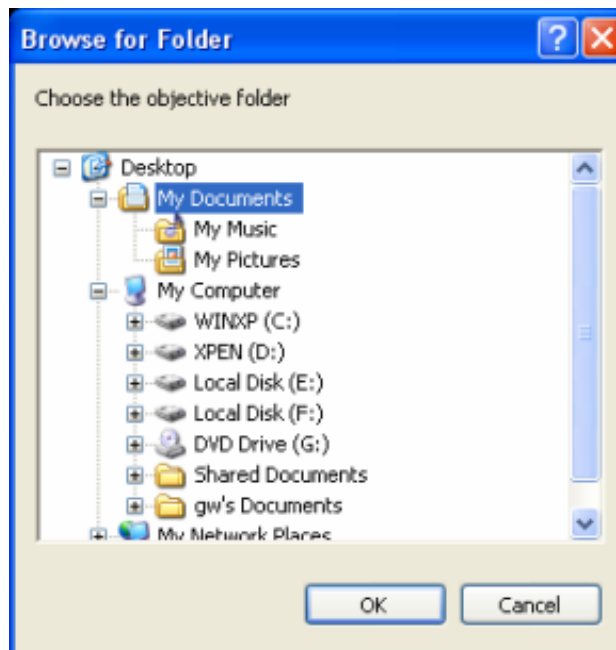 Browse for Folder
Choose the objective folder
Desktop
My Documents
My Music
My Pictures
My Computer
WINXP (C:)
XPEN (D:)
Local Disk (E:)
Local Disk (F:)
DVD Drive (G:)
Shared Documents
gw's Documents
My Network Places
OK Cancel